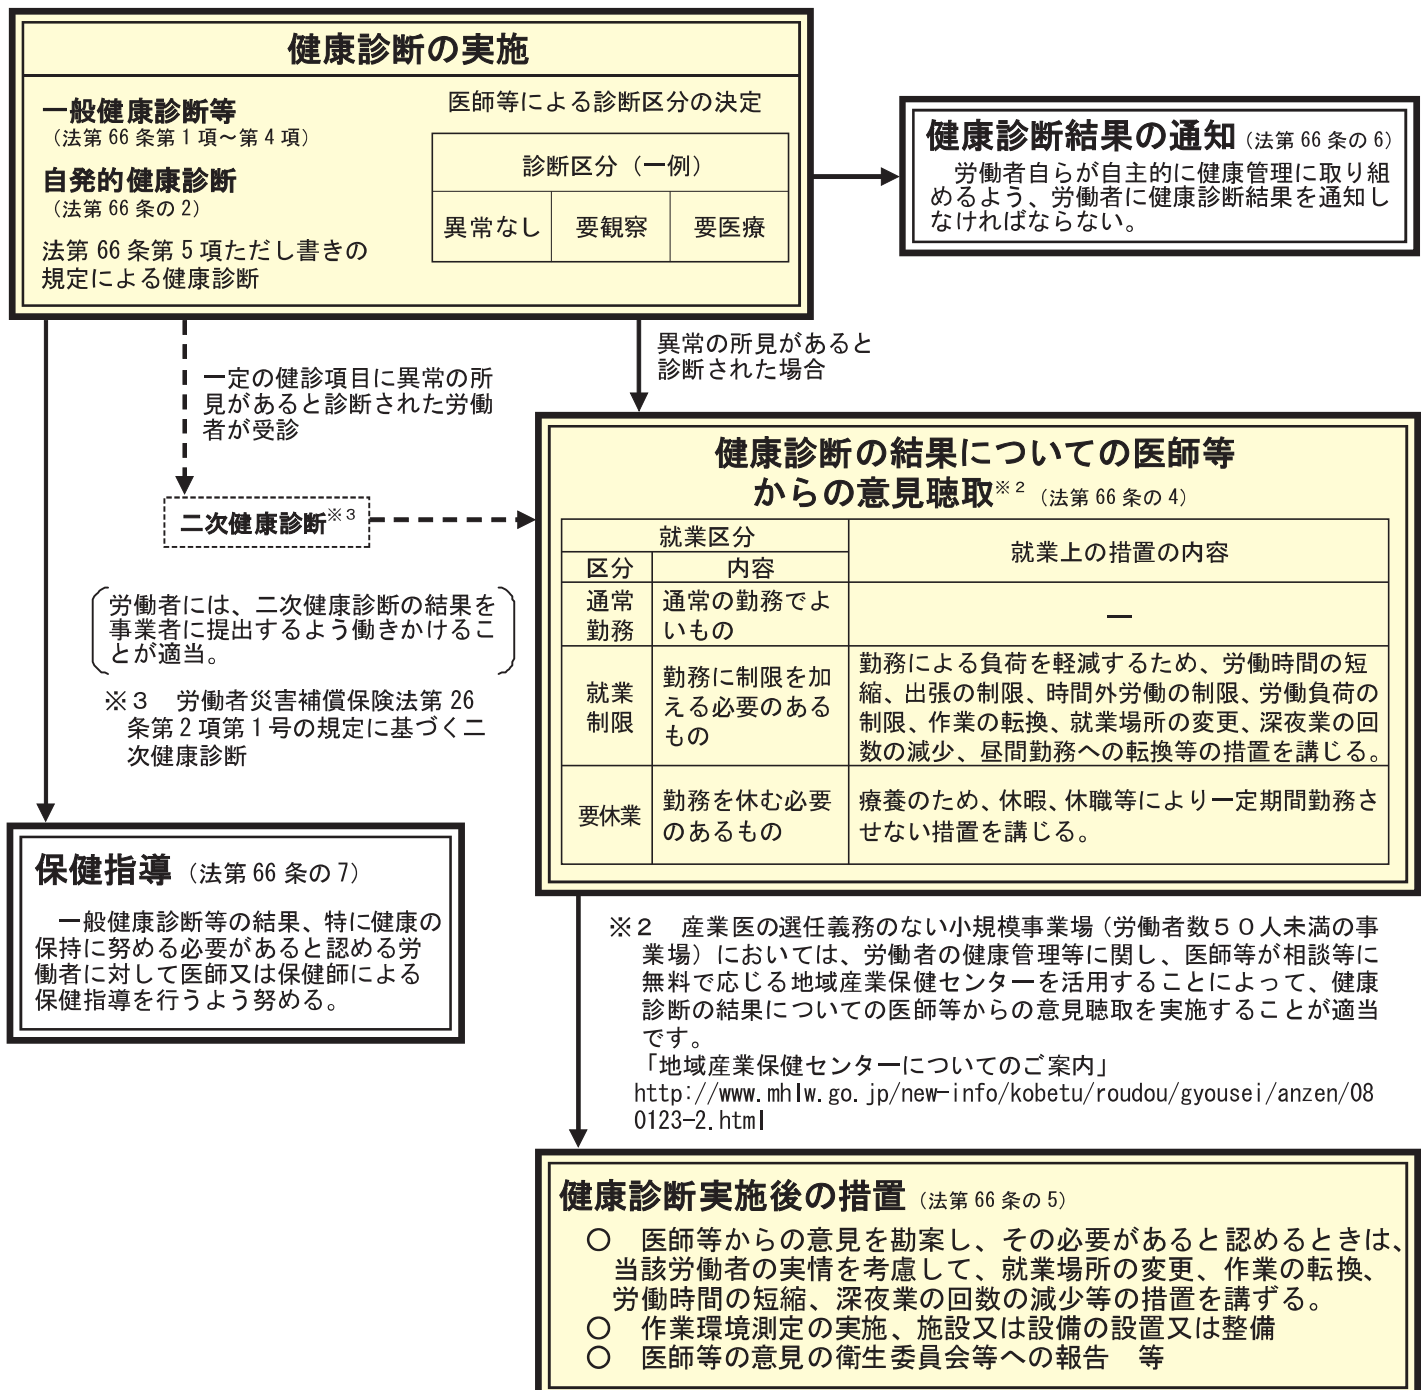 健康診断の実施
一般健康診断等
（法第66条第1項～第4項）
自発的健康診断
（法第66条の2）
法第66条第5項ただし書きの
規定による健康診断
医師等による診断区分の決定
診断区分（一例）
異常なし 要観察 要医療
健康診断結果の通知（法第66条の6）
労働者自らが自主的に健康管理に取り組
めるよう、労働者に健康診断結果を通知し
なければならない。
異常の所見があると
診断された場合
一定の健診項目に異常の所
見があると診断された労働
者が受診
二次健康診断※3
労働者には、二次健康診断の結果を
事業者に提出するよう働きかけるこ
とが適当。
※３　労働者災害補償保険法第26
条第2項第1号の規定に基づく二
次健康診断
健康診断の結果についての医師等
からの意見聴取※2（法第66条の4）
就業区分 就業上の措置の内容
区分 内容
通常
勤務
通常の勤務でよ
いもの
―
就業
制限
勤務に制限を加
える必要のある
もの
勤務による負荷を軽減するため、労働時間の短
縮、出張の制限、時間外労働の制限、労働負荷の
制限、作業の転換、就業場所の変更、深夜業の回
数の減少、昼間勤務への転換等の措置を講じる。
要休業
勤務を休む必要
のあるもの
療養のため、休暇、休職等により一定期間勤務さ
せない措置を講じる。
保健指導（法第66条の7）
一般健康診断等の結果、特に健康の
保持に努める必要があると認める労
働者に対して医師又は保健師による
保健指導を行うよう努める。
※２　産業医の選任義務のない小規模事業場（労働者数５０人未満の事
業場）においては、労働者の健康管理等に関し、医師等が相談等に
無料で応じる地域産業保健センターを活用することによって、健康
診断の結果についての医師等からの意見聴取を実施することが適当
です。
「地域産業保健センターについてのご案内」
http://www.mhlw.go.jp/new-info/kobetu/roudou/gyousei/anzen/08
0123-2.html
健康診断実施後の措置（法第66条の5）
○　医師等からの意見を勘案し、その必要があると認めるときは、
当該労働者の実情を考慮して、就業場所の変更、作業の転換、
労働時間の短縮、深夜業の回数の減少等の措置を講ずる。
○　作業環境測定の実施、施設又は設備の設置又は整備
○　医師等の意見の衛生委員会等への報告　等